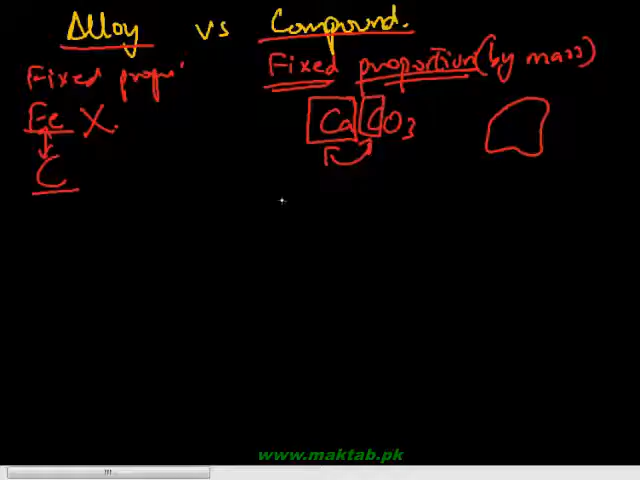 Alloy vs Compound.
Fixed propo' Fixed proportion (by mass)
Fe X. CaCO3
C
www.maktab.pk